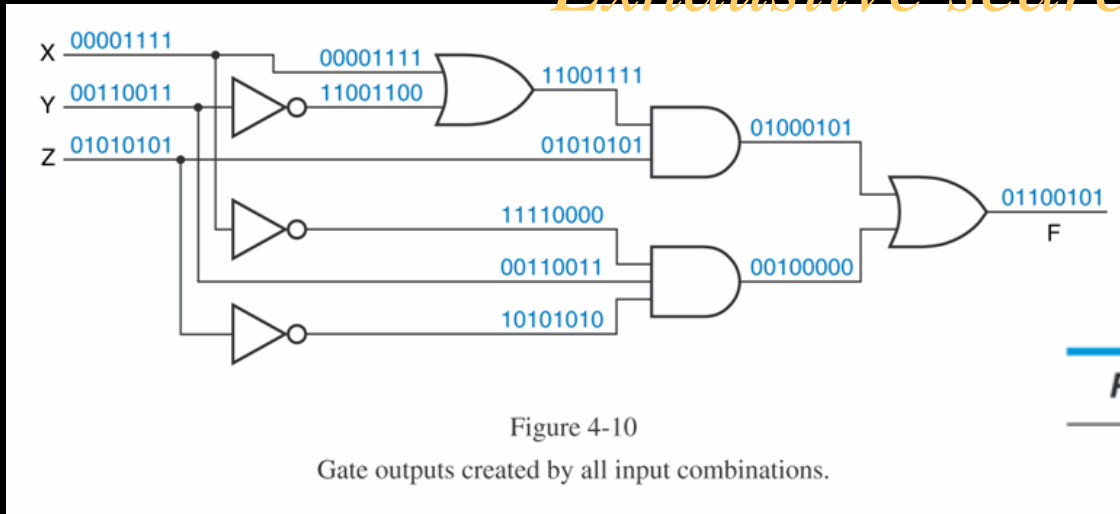 Exhaustive
X 00001111
00001111
11001111
Y 00110011
11001100
01000101
Z 01010101
01010101
01100101
F
11110000
00110011
00100000
10101010
Figure 4-10
Gate outputs created by all input combinations.